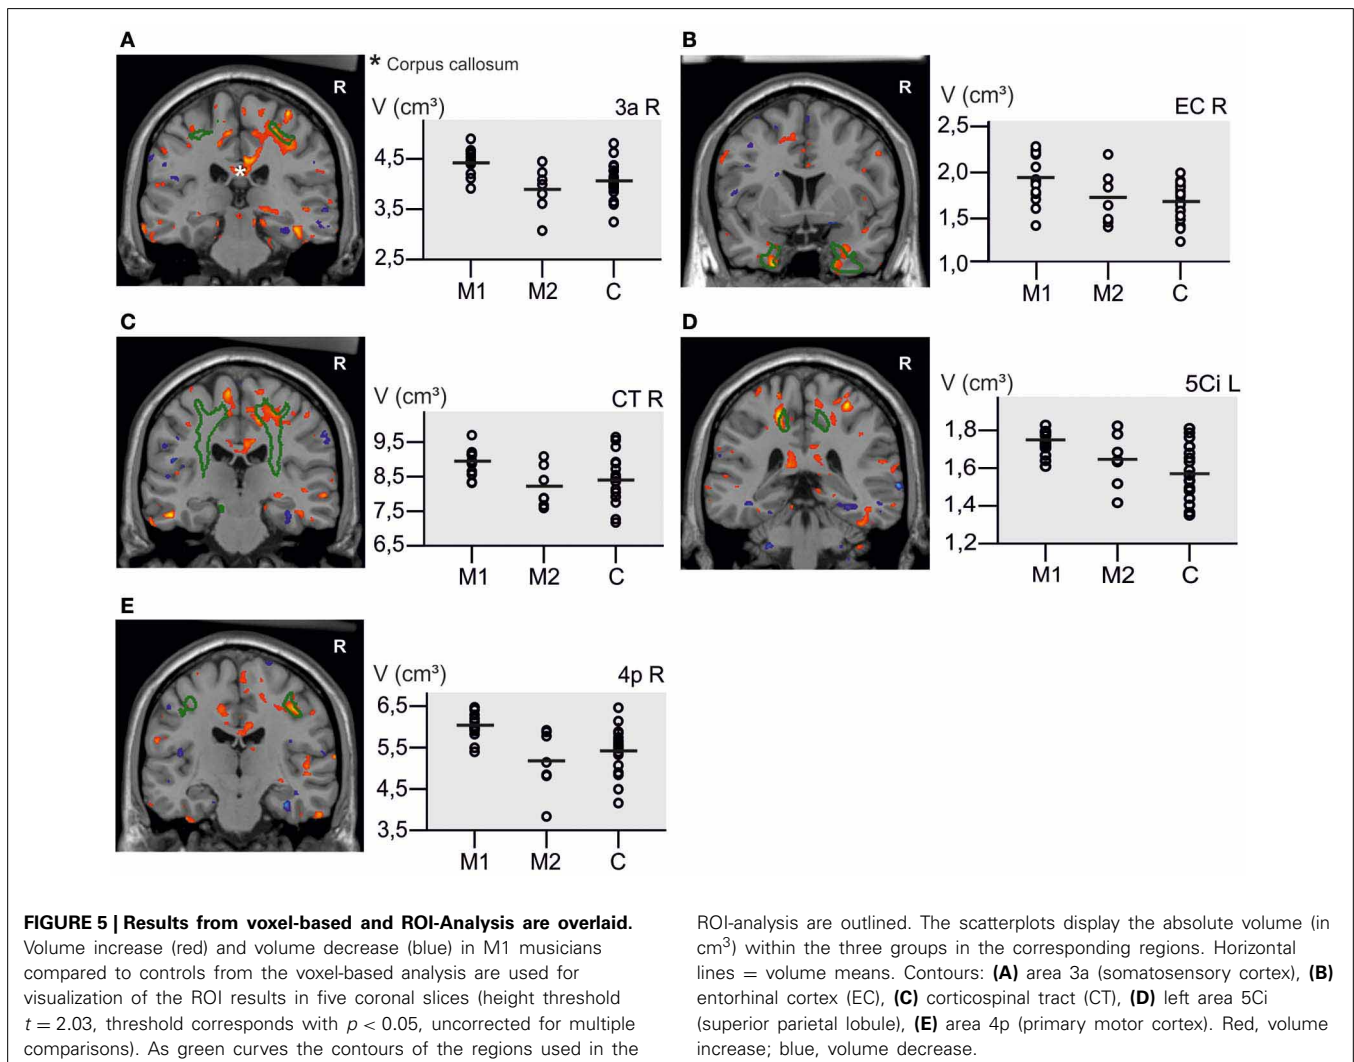 A
R
* Corpus callosum
V (cm³)
3a R
4,5
3,5
2,5
M1 M2 C
B
R
V (cm³)
EC R
2,5
2,0
1,5
1,0
M1 M2 C
C
R
V (cm³)
CT R
9,5
8,5
7,5
6,5
M1 M2 C
D
R
V (cm³)
5Ci L
1,8
1,6
1,4
1,2
M1 M2 C
E
R
V (cm³)
4p R
6,5
5,5
4,5
3,5
M1 M2 C
FIGURE 5 | Results from voxel-based and ROI-Analysis are overlaid.
Volume increase (red) and volume decrease (blue) in M1 musicians
compared to controls from the voxel-based analysis are used for
visualization of the ROI results in five coronal slices (height threshold
t = 2.03, threshold corresponds with p < 0.05, uncorrected for multiple
comparisons). As green curves the contours of the regions used in the
ROI-analysis are outlined. The scatterplots display the absolute volume (in
cm³) within the three groups in the corresponding regions. Horizontal
lines = volume means. Contours: (A) area 3a (somatosensory cortex), (B)
entorhinal cortex (EC), (C) corticospinal tract (CT), (D) left area 5Ci
(superior parietal lobule), (E) area 4p (primary motor cortex). Red, volume
increase; blue, volume decrease.